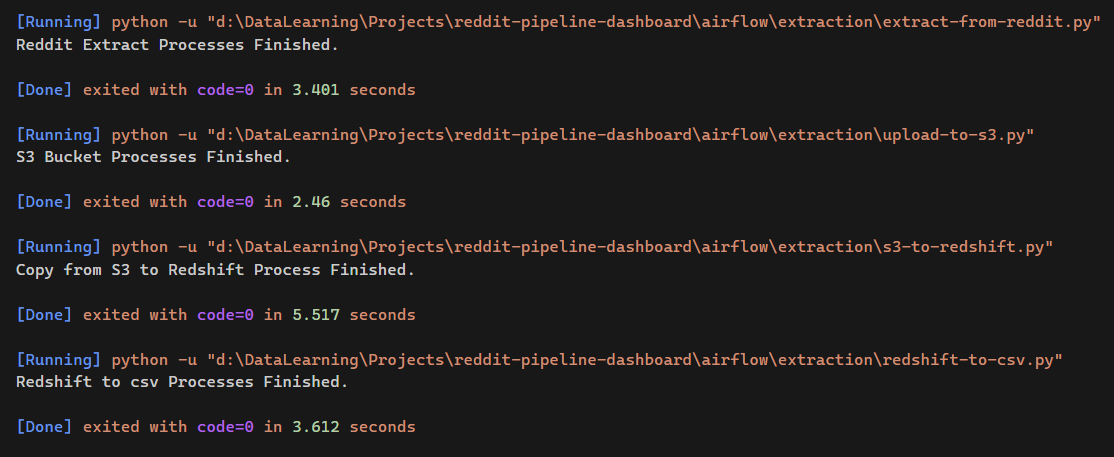 [Running] python -u "d:\DataLearning\Projects\reddit-pipeline-dashboard\airflow\extraction\extract-from-reddit.py"
Reddit Extract Processes Finished.
[Done] exited with code=0 in 3.401 seconds
[Running] python -u "d:\DataLearning\Projects\reddit-pipeline-dashboard\airflow\extraction\upload-to-s3.py"
S3 Bucket Processes Finished.
[Done] exited with code=0 in 2.46 seconds
[Running] python -u "d:\DataLearning\Projects\reddit-pipeline-dashboard\airflow\extraction\s3-to-redshift.py"
Copy from S3 to Redshift Process Finished.
[Done] exited with code=0 in 5.517 seconds
[Running] python -u "d:\DataLearning\Projects\reddit-pipeline-dashboard\airflow\extraction\redshift-to-csv.py"
Redshift to csv Processes Finished.
[Done] exited with code=0 in 3.612 seconds